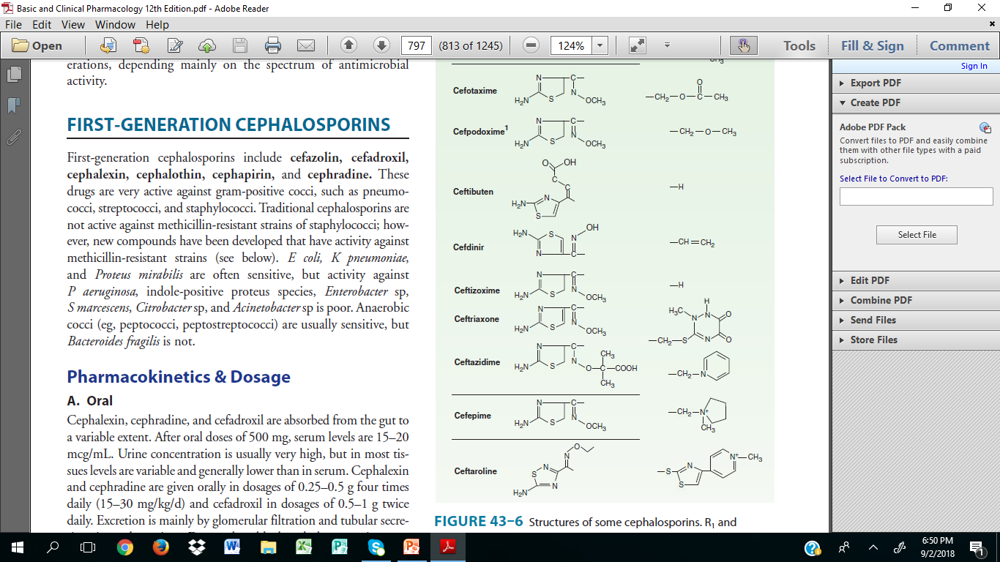 Basic and Clinical Pharmacology 12th Edition.pdf - Adobe Reader
File Edit View Window Help
Open 797 (813 of 1245) 124% Tools Fill & Sign Comment
erations, depending mainly on the spectrum of antimicrobial
activity.
FIRST-GENERATION CEPHALOSPORINS
First-generation cephalosporins include cefazolin, cefadroxil,
cephalexin, cephalothin, cephapirin, and cephradine. These
drugs are very active against gram-positive cocci, such as pneumo-
cocci, streptococci, and staphylococci. Traditional cephalosporins are
not active against methicillin-resistant strains of staphylococci; how-
ever, new compounds have been developed that have activity against
methicillin-resistant strains (see below). E coli, K pneumoniae,
and Proteus mirabilis are often sensitive, but activity against
P aeruginosa, indole-positive proteus species, Enterobacter sp,
S marcescens, Citrobacter sp, and Acinetobacter sp is poor. Anaerobic
cocci (eg, peptococci, peptostreptococci) are usually sensitive, but
Bacteroides fragilis is not.
Pharmacokinetics & Dosage
A. Oral
Cephalexin, cephradine, and cefadroxil are absorbed from the gut to
a variable extent. After oral doses of 500 mg, serum levels are 15–20
mcg/mL. Urine concentration is usually very high, but in most tis-
sues levels are variable and generally lower than in serum. Cephalexin
and cephradine are given orally in dosages of 0.25–0.5 g four times
daily (15–30 mg/kg/d) and cefadroxil in dosages of 0.5–1 g twice
daily. Excretion is mainly by glomerular filtration and tubular secre-
Cefotaxime N C H₂N S N OCH₃ —CH₂—O—C—CH₃ O
Cefpodoxime¹ N C H₂N S N OCH₃ —CH₂—O—CH₃
Ceftibuten O OH C C H₂N N S —H
Cefdinir H₂N S N OH N C —CH=CH₂
Ceftizoxime N C H₂N S N OCH₃ —H
Ceftriaxone N C H₂N S N OCH₃ —CH₂—S H₃C N N H O O N
Ceftazidime N C H₂N S N O—C—COOH CH₃ CH₃ —CH₂—N
Cefepime N C H₂N S N OCH₃ —CH₂—N⁺ CH₃
Ceftaroline O N N S N H₂N —S N S N⁺—CH₃
FIGURE 43–6 Structures of some cephalosporins. R₁ and
Sign In
Export PDF
Create PDF
Adobe PDF Pack
Convert files to PDF and easily combine
them with other file types with a paid
subscription.
Select File to Convert to PDF:
Select File
Edit PDF
Combine PDF
Send Files
Store Files
6:50 PM
9/2/2018
1